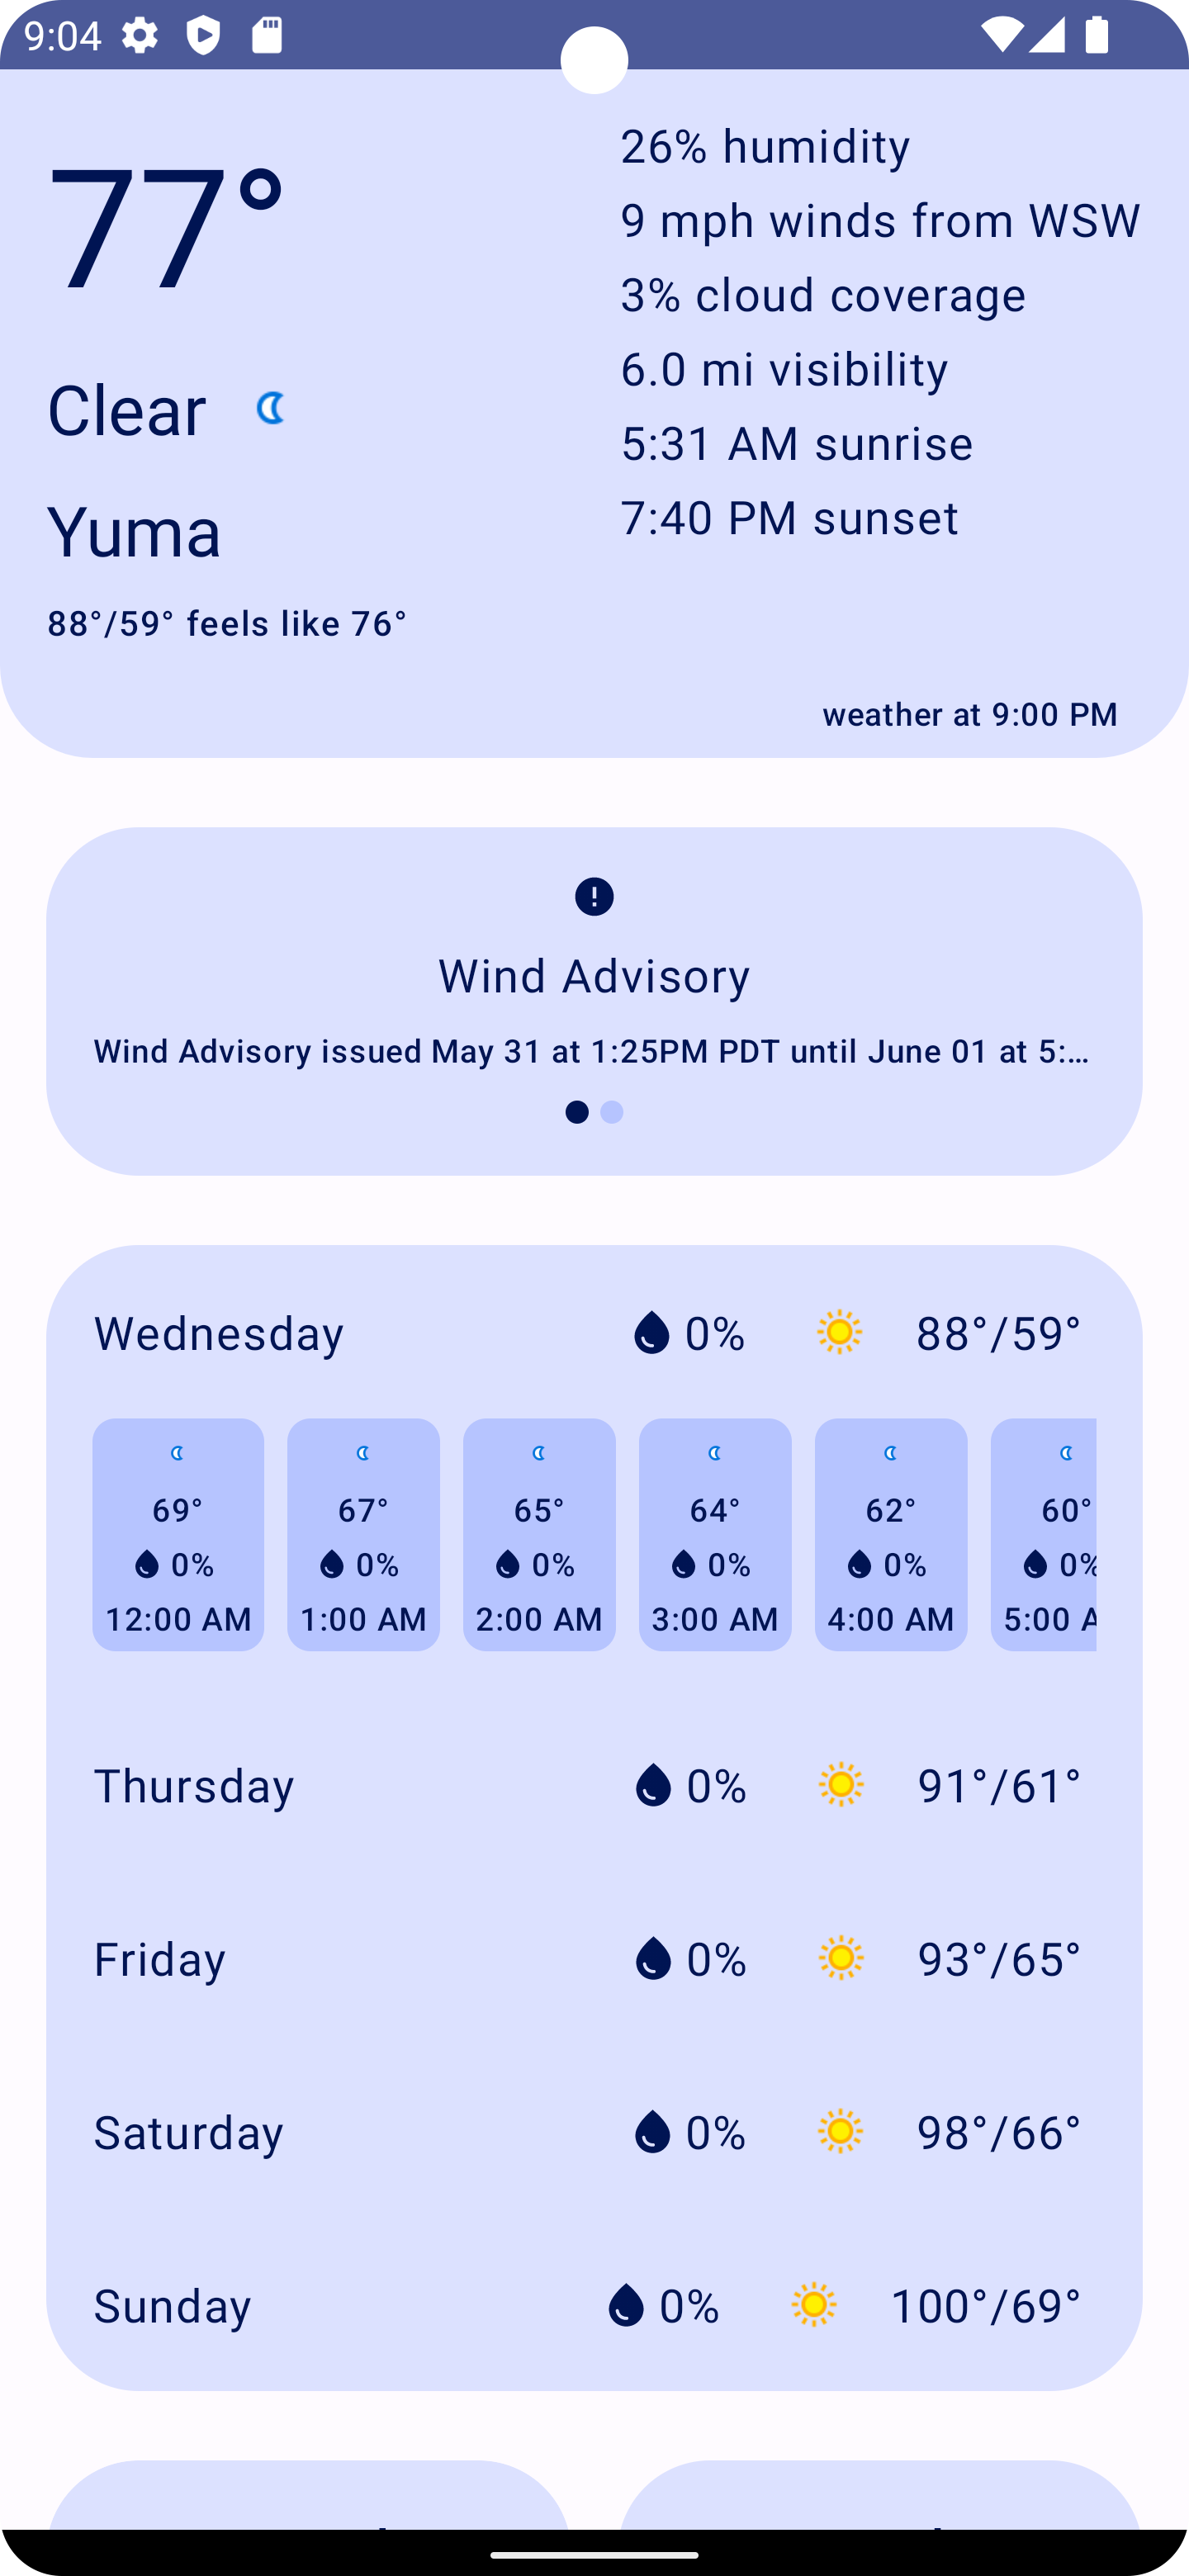 9:04
77°
Clear
Yuma
88°/59° feels like 76°
26% humidity
9 mph winds from WSW
3% cloud coverage
6.0 mi visibility
5:31 AM sunrise
7:40 PM sunset
weather at 9:00 PM
Wind Advisory
Wind Advisory issued May 31 at 1:25PM PDT until June 01 at 5:…
Wednesday 0% 88°/59°
69° 67° 65° 64° 62° 60°
0% 0% 0% 0% 0% 0%
12:00 AM 1:00 AM 2:00 AM 3:00 AM 4:00 AM 5:00 A
Thursday 0% 91°/61°
Friday 0% 93°/65°
Saturday 0% 98°/66°
Sunday 0% 100°/69°